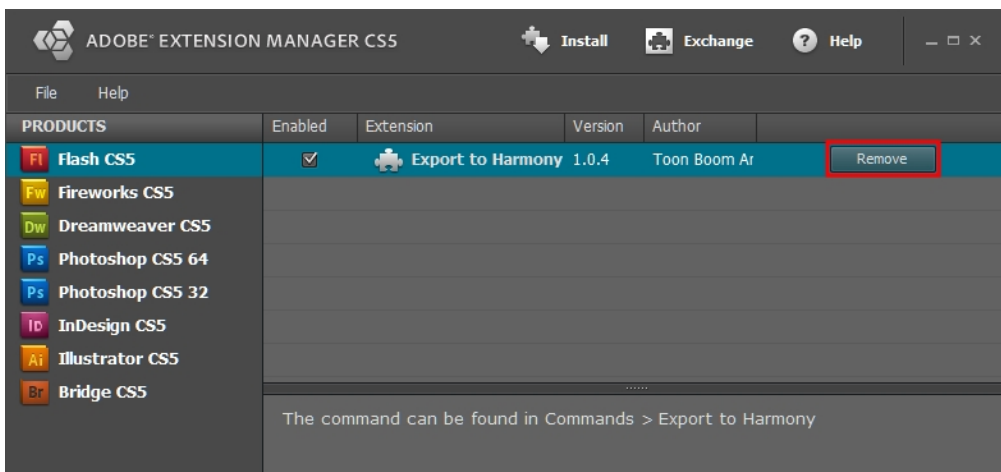 ADOBE® EXTENSION MANAGER CS5 Install Exchange ? Help
File Help
PRODUCTS Enabled Extension Version Author
Fl Flash CS5 Export to Harmony 1.0.4 Toon Boom Ar Remove
Fw Fireworks CS5
Dw Dreamweaver CS5
Ps Photoshop CS5 64
Ps Photoshop CS5 32
ID InDesign CS5
Ai Illustrator CS5
Br Bridge CS5
The command can be found in Commands > Export to Harmony